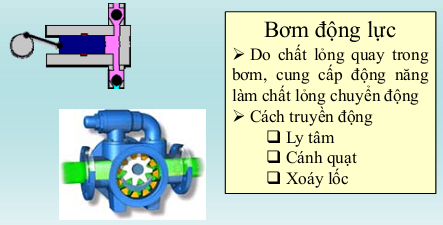 Bơm động lực
➢ Do chất lỏng quay trong
bơm, cung cấp động năng
làm chất lỏng chuyển động
➢ Cách truyền động
❑ Ly tâm
❑ Cánh quạt
❑ Xoáy lốc